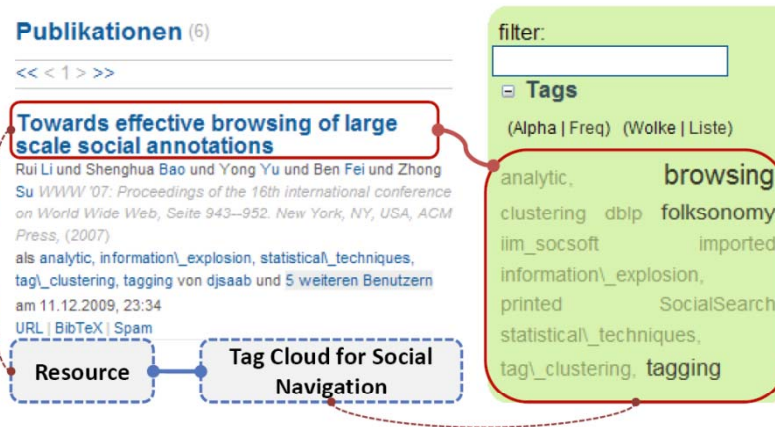 Publikationen (6)
<< < 1 > >>
Towards effective browsing of large
scale social annotations
Rui Li und Shenghua Bao und Yong Yu und Ben Fei und Zhong
Su WWW '07: Proceedings of the 16th international conference
on World Wide Web, Seite 943--952. New York, NY, USA, ACM
Press, (2007)
als analytic, information\_explosion, statistical\_techniques,
tag\_clustering, tagging von djsaab und 5 weiteren Benutzern
am 11.12.2009, 23:34
URL | BibTeX | Spam
Resource
Tag Cloud for Social
Navigation
filter:
Tags
(Alpha | Freq) (Wolke | Liste)
analytic, browsing
clustering dblp folksonomy
iim_socsoft imported
information\_explosion,
printed SocialSearch
statistical\_techniques,
tag\_clustering, tagging